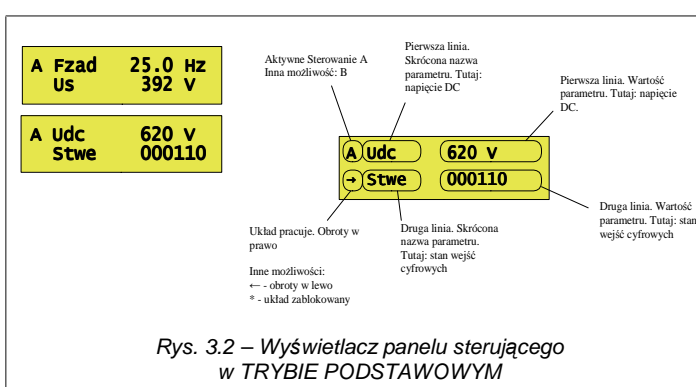 A Fzad 25.0 Hz
Us 392 V
A Udc 620 V
Stwe 000110
Aktywne Sterowanie A
Inna możliwość: B
Pierwsza linia.
Skrócona nazwa
parametru. Tutaj:
napięcie DC
Pierwsza linia. Wartość
parametru. Tutaj: napięcie
DC.
A Udc 620 V
→ Stwe 000110
Układ pracuje. Obroty w
prawo
Inne możliwości:
← - obroty w lewo
* - układ zablokowany
Druga linia. Skrócona
nazwa parametru.
Tutaj: stan wejść
cyfrowych
Druga linia. Wartość
parametru. Tutaj: stan
wejść cyfrowych
Rys. 3.2 – Wyświetlacz panelu sterującego
w TRYBIE PODSTAWOWYM